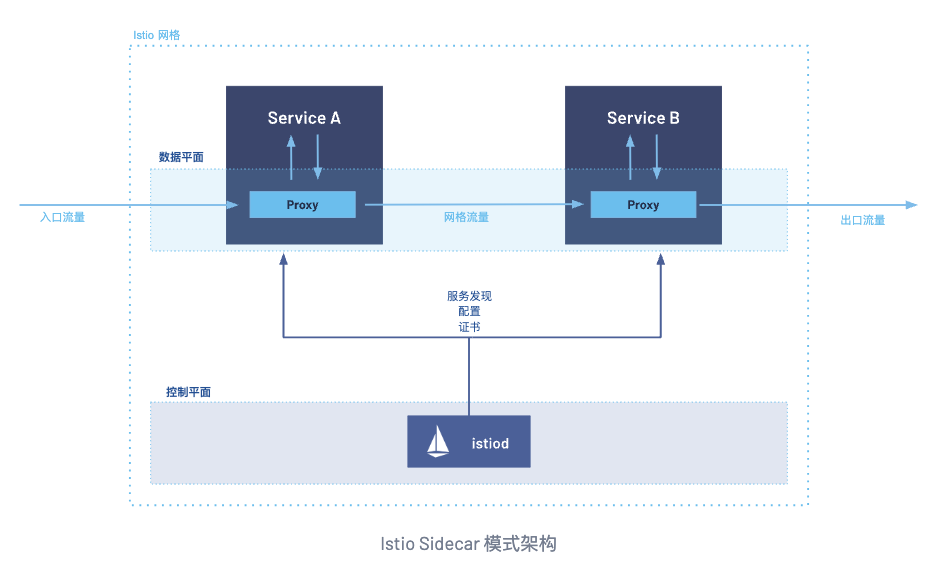 Istio 网格
Service A
Service B
数据平面
Proxy
Proxy
入口流量
网格流量
出口流量
服务发现
配置
证书
控制平面
istiod
Istio Sidecar 模式架构